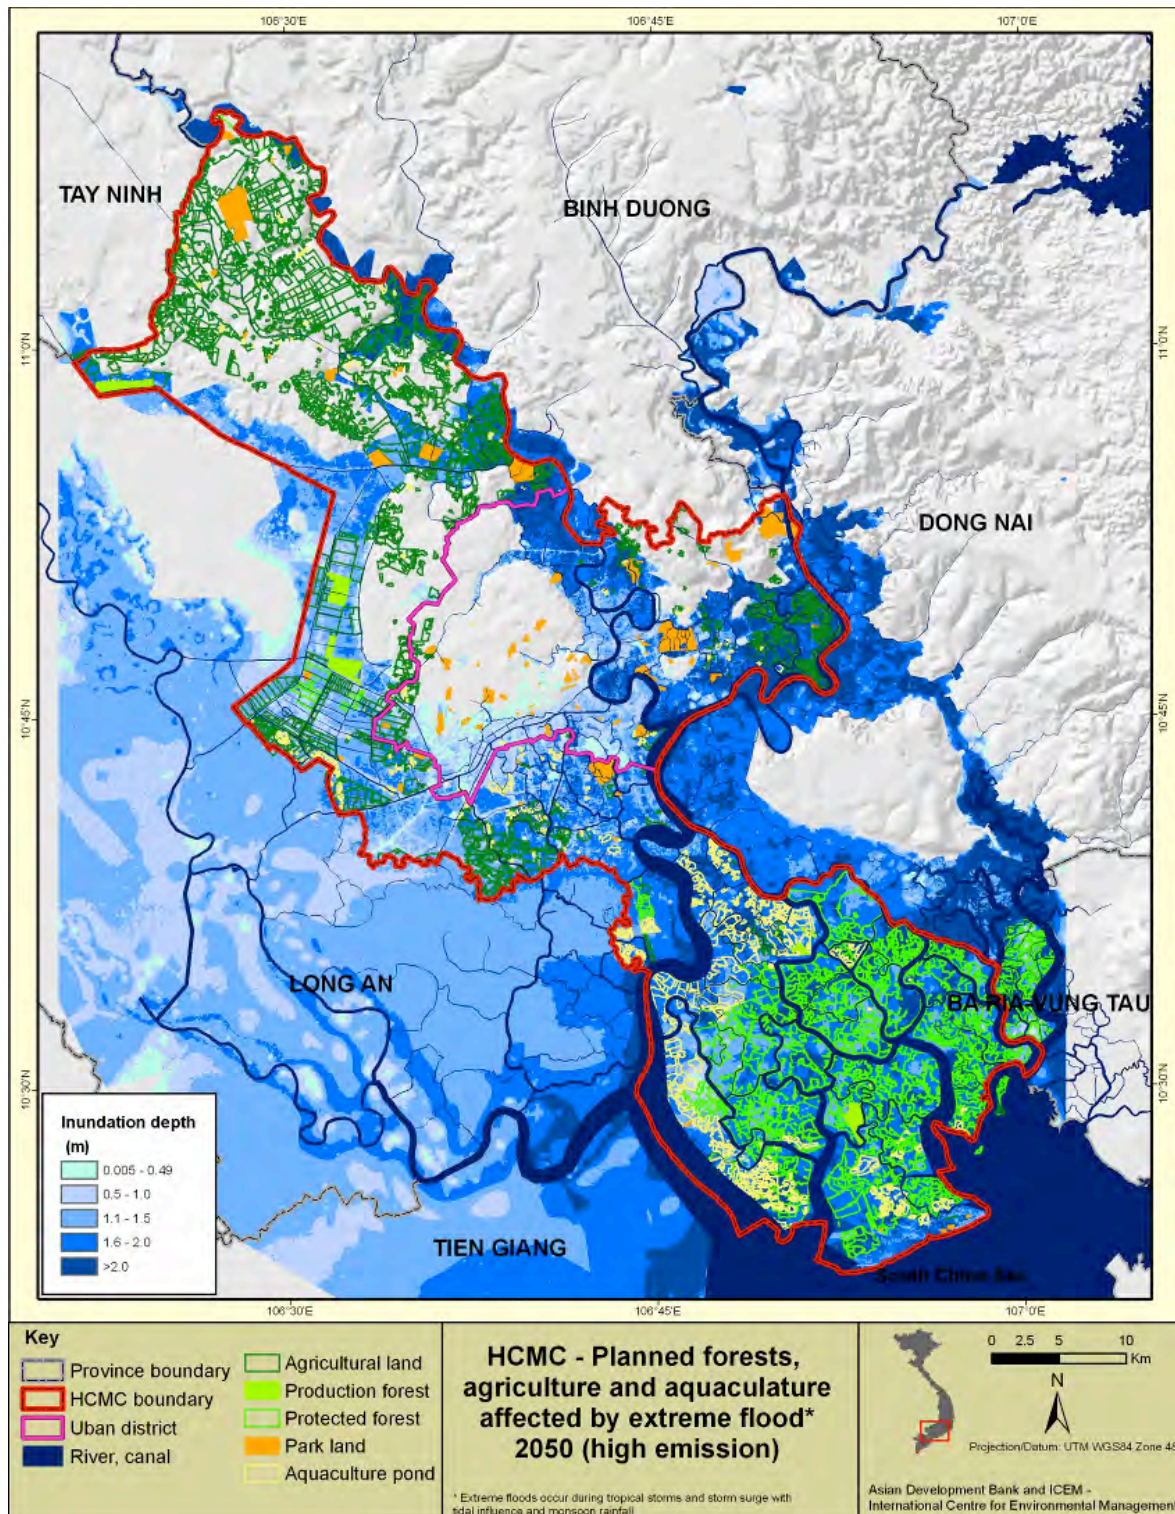 106°30'E
106°45'E
107°0'E
TAY NINH
BINH DUONG
11°0'N
11°0'N
DONG NAI
10°45'N
10°45'N
LONG AN
BA RIA-VUNG TAU
10°30'N
10°30'N
Inundation depth
(m)
0.005 - 0.49
0.5 - 1.0
1.1 - 1.5
1.6 - 2.0
>2.0
TIEN GIANG
South China Sea
106°30'E
106°45'E
107°0'E
Key
Province boundary
HCMC boundary
Uban district
River, canal
Agricultural land
Production forest
Protected forest
Park land
Aquaculture pond
HCMC - Planned forests,
agriculture and aquaculature
affected by extreme flood*
2050 (high emission)
* Extreme floods occur during tropical storms and storm surge with
tidal influence and monsoon rainfall
0 2.5 5 10
Km
N
Projection/Datum: UTM WGS84 Zone 48
Asian Development Bank and ICEM -
International Centre for Environmental Management